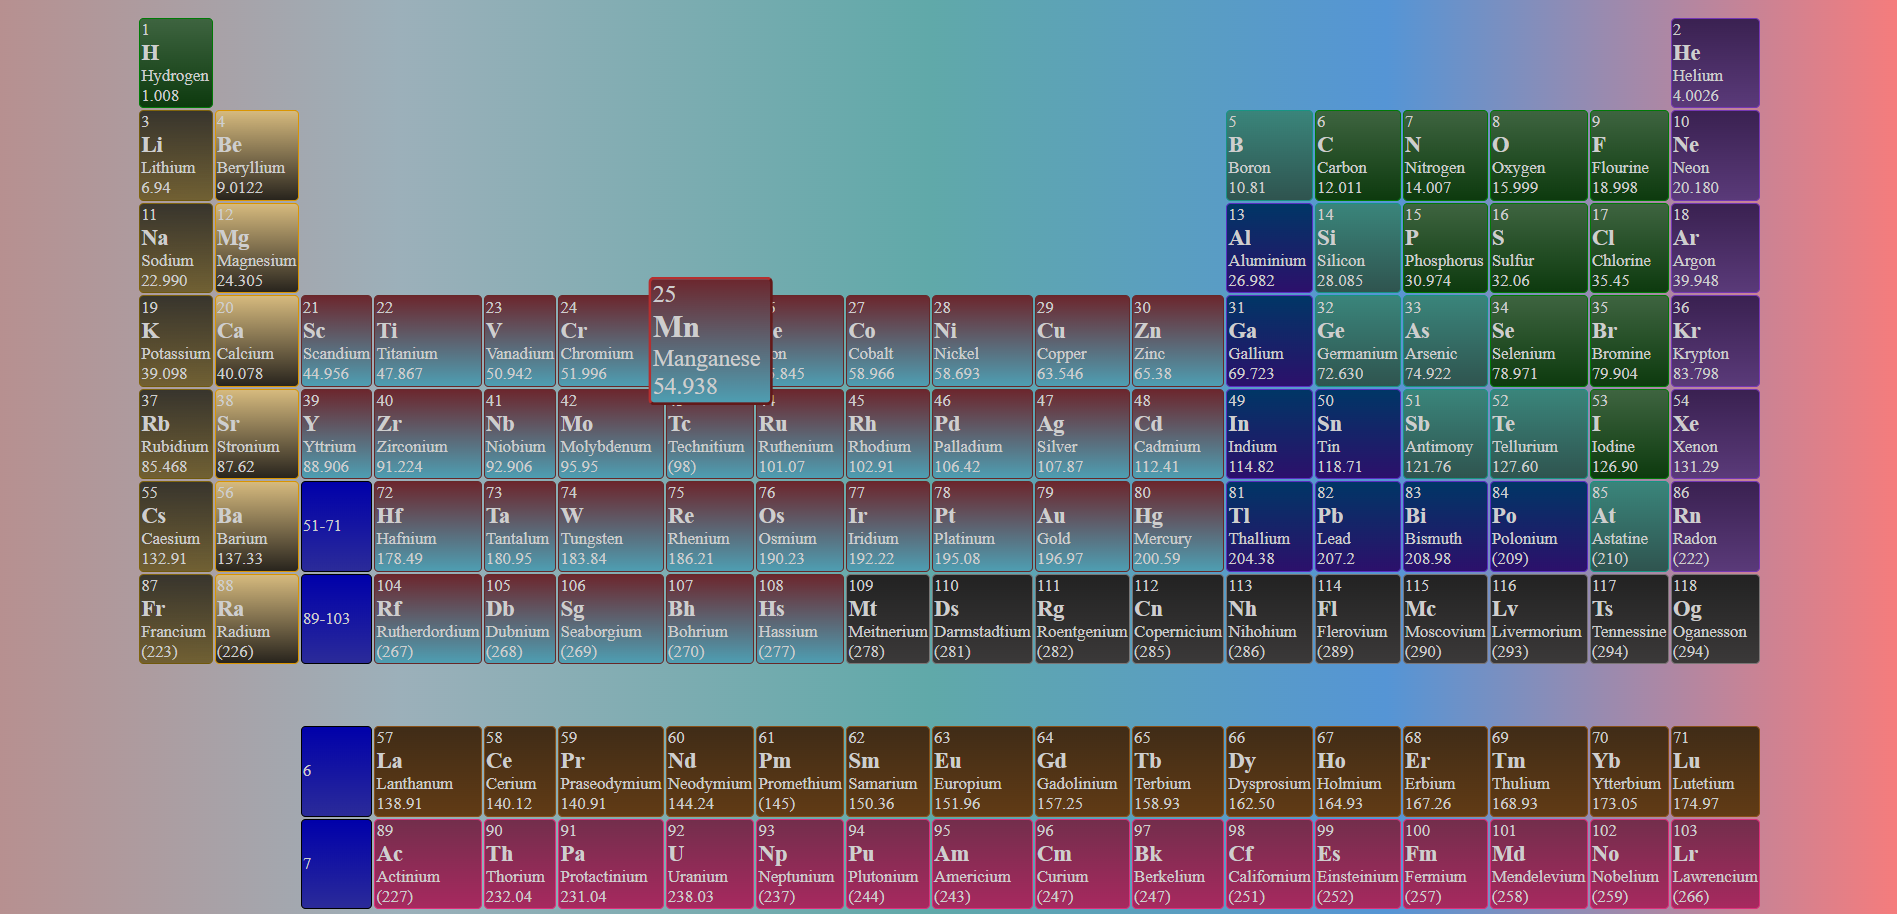 1
H
Hydrogen
1.008
2
He
Helium
4.0026
3
Li
Lithium
6.94
4
Be
Beryllium
9.0122
5
B
Boron
10.81
6
C
Carbon
12.011
7
N
Nitrogen
14.007
8
O
Oxygen
15.999
9
F
Flourine
18.998
10
Ne
Neon
20.180
11
Na
Sodium
22.990
12
Mg
Magnesium
24.305
13
Al
Aluminium
26.982
14
Si
Silicon
28.085
15
P
Phosphorus
30.974
16
S
Sulfur
32.06
17
Cl
Chlorine
35.45
18
Ar
Argon
39.948
19
K
Potassium
39.098
20
Ca
Calcium
40.078
21
Sc
Scandium
44.956
22
Ti
Titanium
47.867
23
V
Vanadium
50.942
24
Cr
Chromium
51.996
25
Mn
Manganese
54.938
27
Co
Cobalt
58.966
28
Ni
Nickel
58.693
29
Cu
Copper
63.546
30
Zn
Zinc
65.38
31
Ga
Gallium
69.723
32
Ge
Germanium
72.630
33
As
Arsenic
74.922
34
Se
Selenium
78.971
35
Br
Bromine
79.904
36
Kr
Krypton
83.798
37
Rb
Rubidium
85.468
38
Sr
Stronium
87.62
39
Y
Yttrium
88.906
40
Zr
Zirconium
91.224
41
Nb
Niobium
92.906
42
Mo
Molybdenum
95.95
Tc
Technitium
(98)
Ru
Ruthenium
101.07
45
Rh
Rhodium
102.91
46
Pd
Palladium
106.42
47
Ag
Silver
107.87
48
Cd
Cadmium
112.41
49
In
Indium
114.82
50
Sn
Tin
118.71
51
Sb
Antimony
121.76
52
Te
Tellurium
127.60
53
I
Iodine
126.90
54
Xe
Xenon
131.29
55
Cs
Caesium
132.91
56
Ba
Barium
137.33
51-71
72
Hf
Hafnium
178.49
73
Ta
Tantalum
180.95
74
W
Tungsten
183.84
75
Re
Rhenium
186.21
76
Os
Osmium
190.23
77
Ir
Iridium
192.22
78
Pt
Platinum
195.08
79
Au
Gold
196.97
80
Hg
Mercury
200.59
81
Tl
Thallium
204.38
82
Pb
Lead
207.2
83
Bi
Bismuth
208.98
84
Po
Polonium
(209)
85
At
Astatine
(210)
86
Rn
Radon
(222)
87
Fr
Francium
(223)
88
Ra
Radium
(226)
89-103
104
Rf
Rutherdordium
(267)
105
Db
Dubnium
(268)
106
Sg
Seaborgium
(269)
107
Bh
Bohrium
(270)
108
Hs
Hassium
(277)
109
Mt
Meitnerium
(278)
110
Ds
Darmstadtium
(281)
111
Rg
Roentgenium
(282)
112
Cn
Copernicium
(285)
113
Nh
Nihohium
(286)
114
Fl
Flerovium
(289)
115
Mc
Moscovium
(290)
116
Lv
Livermorium
(293)
117
Ts
Tennessine
(294)
118
Og
Oganesson
(294)
6
57
La
Lanthanum
138.91
58
Ce
Cerium
140.12
59
Pr
Praseodymium
140.91
60
Nd
Neodymium
144.24
61
Pm
Promethium
(145)
62
Sm
Samarium
150.36
63
Eu
Europium
151.96
64
Gd
Gadolinium
157.25
65
Tb
Terbium
158.93
66
Dy
Dysprosium
162.50
67
Ho
Holmium
164.93
68
Er
Erbium
167.26
69
Tm
Thulium
168.93
70
Yb
Ytterbium
173.05
71
Lu
Lutetium
174.97
7
89
Ac
Actinium
(227)
90
Th
Thorium
232.04
91
Pa
Protactinium
231.04
92
U
Uranium
238.03
93
Np
Neptunium
(237)
94
Pu
Plutonium
(244)
95
Am
Americium
(243)
96
Cm
Curium
(247)
97
Bk
Berkelium
(247)
98
Cf
Californium
(251)
99
Es
Einsteinium
(252)
100
Fm
Fermium
(257)
101
Md
Mendelevium
(258)
102
No
Nobelium
(259)
103
Lr
Lawrencium
(266)